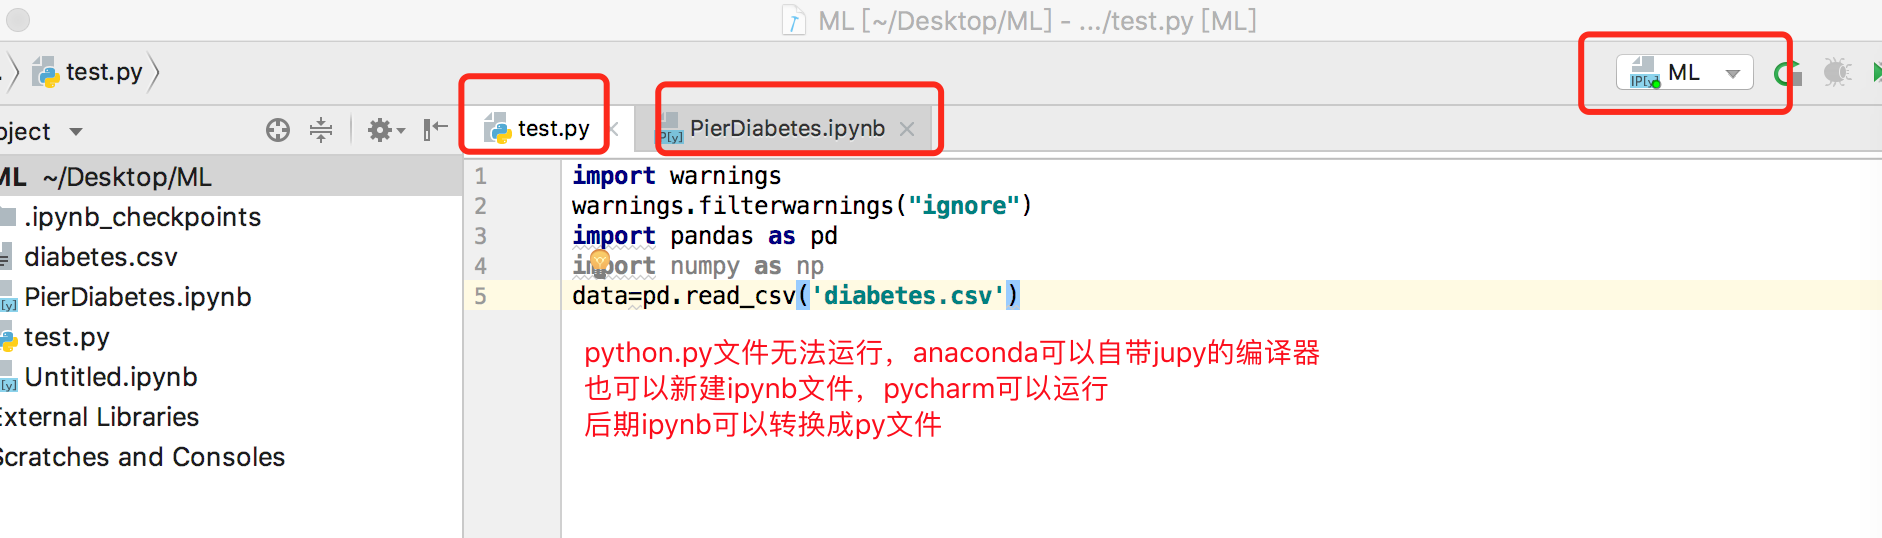 ML [~/Desktop/ML] - .../test.py [ML]
test.py
IP[y] ML
test.py
P[y] PierDiabetes.ipynb
ML ~/Desktop/ML
.ipynb_checkpoints
diabetes.csv
[y] PierDiabetes.ipynb
test.py
[y] Untitled.ipynb
External Libraries
Scratches and Consoles
1 import warnings
2 warnings.filterwarnings("ignore")
3 import pandas as pd
4 import numpy as np
5 data=pd.read_csv('diabetes.csv')
python.py文件无法运行，anaconda可以自带jupy的编译器
也可以新建ipynb文件，pycharm可以运行
后期ipynb可以转换成py文件